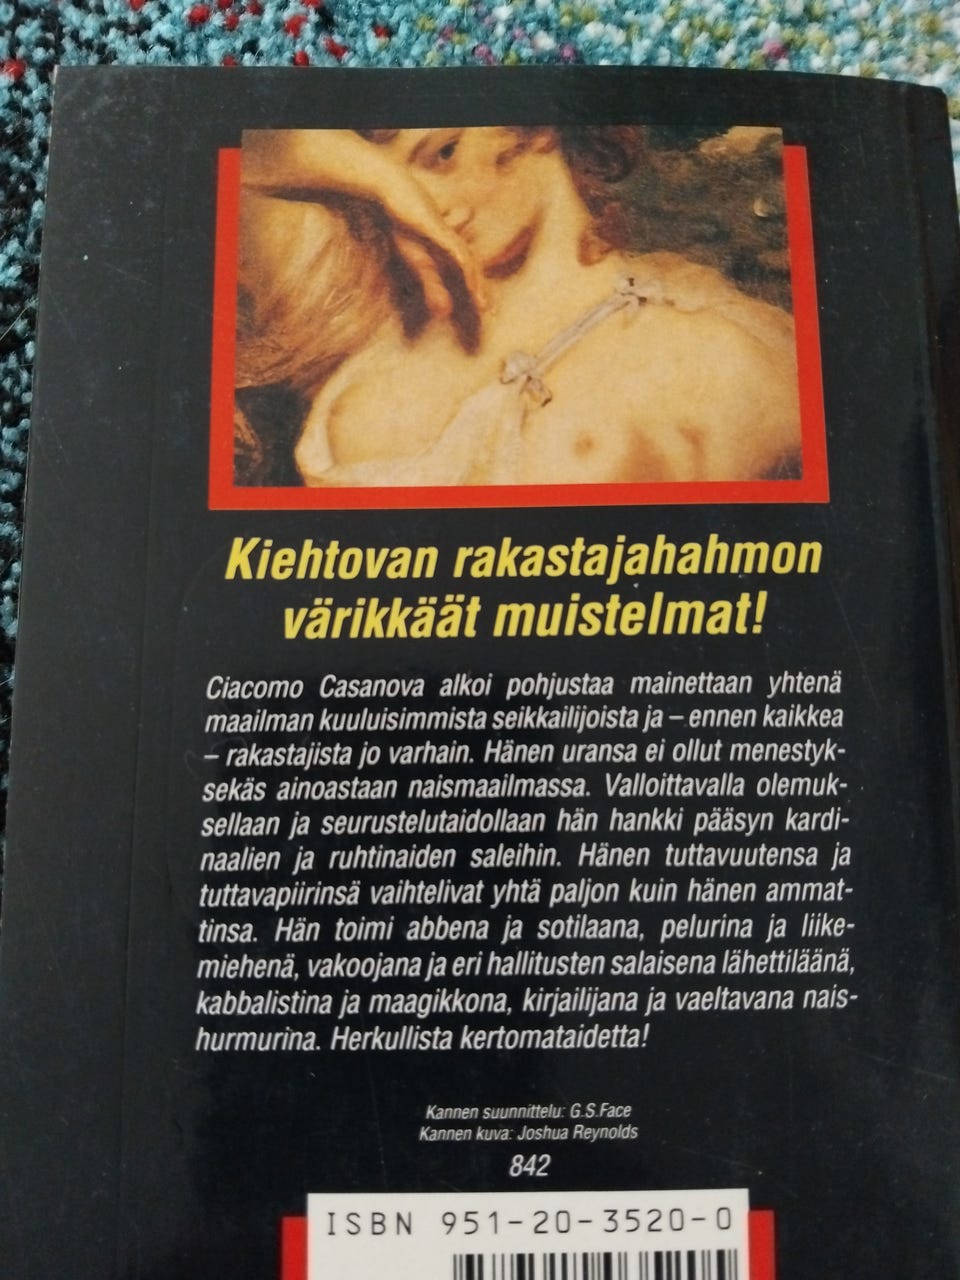 Kiehtovan rakastajahahmon
värikkäät muistelmat!
Ciacomo Casanova alkoi pohjustaa mainettaan yhtenä
maailman kuuluisimmista seikkailijoista ja – ennen kaikkea
– rakastajista jo varhain. Hänen uransa ei ollut menestyk-
sekäs ainoastaan naismaailmassa. Valloittavalla olemuk-
sellaan ja seurustelutaidollaan hän hankki pääsyn kardi-
naalien ja ruhtinaiden saleihin. Hänen tuttavuutensa ja
tuttavapiirinsä vaihtelivat yhtä paljon kuin hänen ammat-
tinsa. Hän toimi abbena ja sotilaana, pelurina ja liike-
miehenä, vakoojana ja eri hallitusten salaisena lähettiläänä,
kabbalistina ja maagikkona, kirjailijana ja vaeltavana nais-
hurmurina. Herkullista kertomataidetta!
Kannen suunnittelu: G.S.Face
Kannen kuva: Joshua Reynolds
842
ISBN 951-20-3520-0